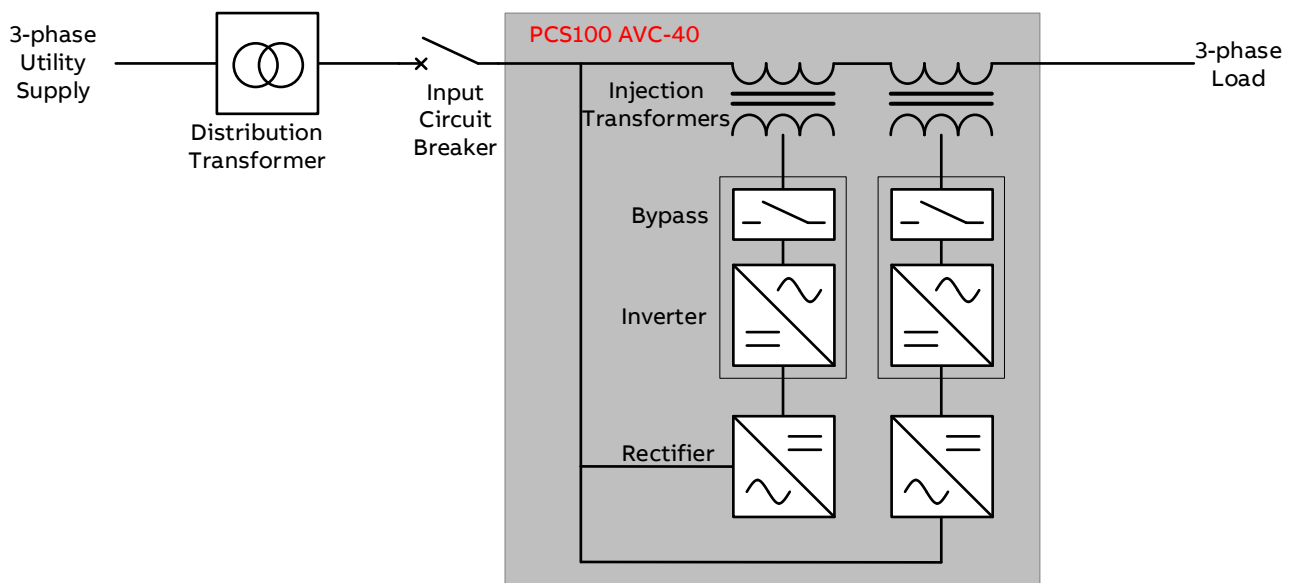 3-phase
Utility
Supply
Distribution
Transformer
Input
Circuit
Breaker
PCS100 AVC-40
Injection
Transformers
Bypass
Inverter
Rectifier
3-phase
Load